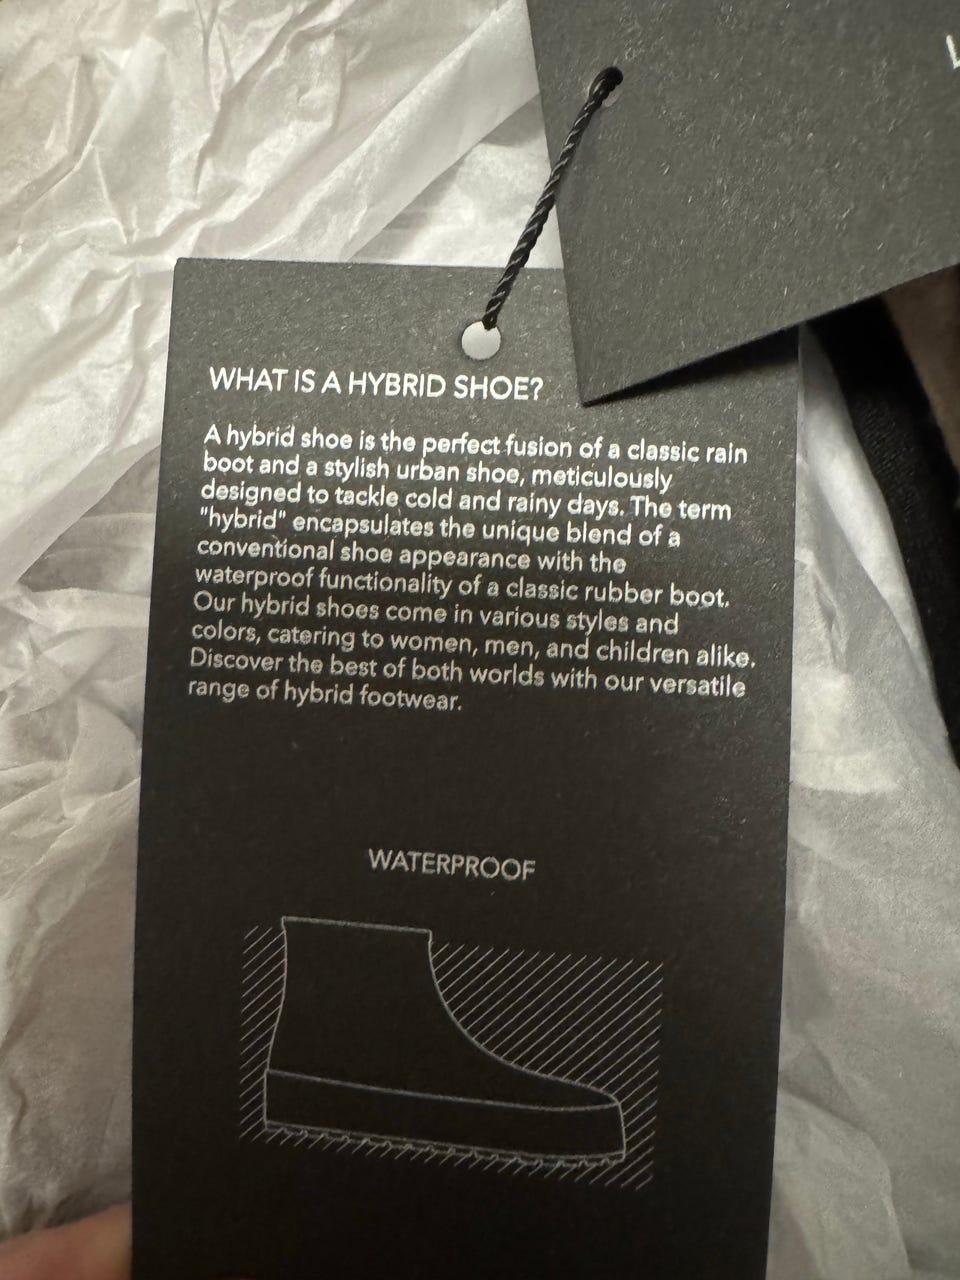 WHAT IS A HYBRID SHOE?
A hybrid shoe is the perfect fusion of a classic rain
boot and a stylish urban shoe, meticulously
designed to tackle cold and rainy days. The term
"hybrid" encapsulates the unique blend of a
conventional shoe appearance with the
waterproof functionality of a classic rubber boot.
Our hybrid shoes come in various styles and
colors, catering to women, men, and children alike.
Discover the best of both worlds with our versatile
range of hybrid footwear.
WATERPROOF